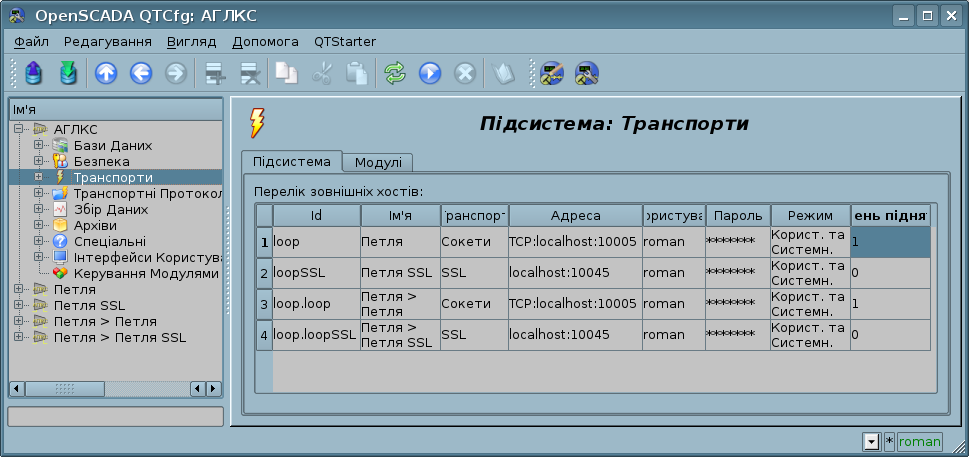 OpenSCADA QTCfg: АГЛКС
Файл Редагування Вигляд Допомога QTStarter
Ім'я
АГЛКС
Бази Даних
Безпека
Транспорти
Транспортні Протокол
Збір Даних
Архіви
Спеціальні
Інтерфейси Користува
Керування Модулями
Петля
Петля SSL
Петля > Петля
Петля > Петля SSL
Підсистема: Транспорти
Підсистема Модулі
Перелік зовнішніх хостів:
Id Ім'я Транспорт Адреса ористува Пароль Режим ень підня
1 loop Петля Сокети TCP:localhost:10005 roman ******* Корист. та Системн. 1
2 loopSSL Петля SSL SSL localhost:10045 roman ******* Корист. та Системн. 0
3 loop.loop Петля > Петля Сокети TCP:localhost:10005 roman ******* Корист. та Системн. 1
4 loop.loopSSL Петля > Петля SSL SSL localhost:10045 roman ******* Корист. та Системн. 0
* roman